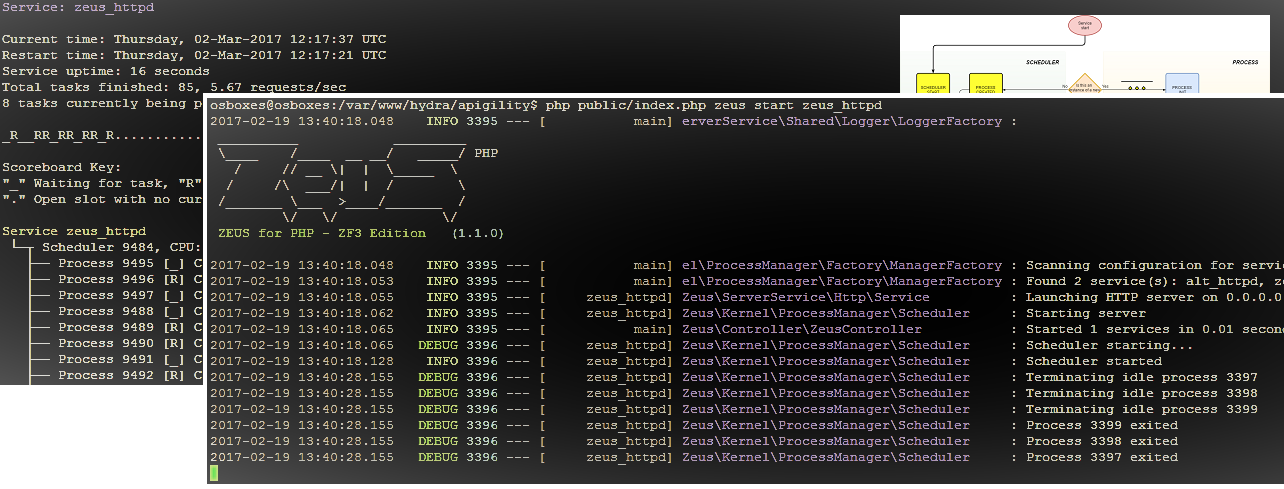 Service: zeus_httpd
Current time: Thursday, 02-Mar-2017 12:17:37 UTC
Restart time: Thursday, 02-Mar-2017 12:17:21 UTC
Service uptime: 16 seconds
Total tasks finished: 85, 5.67 requests/sec
8 tasks currently being p
_R__RR_RR_RR_R............
Scoreboard Key:
"_" Waiting for task, "R"
"." Open slot with no cur
Service zeus_httpd
Scheduler 9484, CPU:
Process 9495 [_] C
Process 9496 [R] C
Process 9497 [_] C
Process 9488 [_] C
Process 9489 [R] C
Process 9490 [R] C
Process 9491 [_] C
Process 9492 [R] C
Service
SCHEDULER
PROCESS
SCHEDULER
START
PROCESS
CREATED
No
Is this an
instance of a new
Yes
PROCESS
INIT
osboxes@osboxes:/var/www/hydra/apigility$ php public/index.php zeus start zeus_httpd
2017-02-19 13:40:18.048 INFO 3395 --- [ main] erverService\Shared\Logger\LoggerFactory :
ZEUS PHP
ZEUS for PHP - ZF3 Edition (1.1.0)
2017-02-19 13:40:18.048 INFO 3395 --- [ main] el\ProcessManager\Factory\ManagerFactory : Scanning configuration for servi
2017-02-19 13:40:18.053 INFO 3395 --- [ main] el\ProcessManager\Factory\ManagerFactory : Found 2 service(s): alt_httpd, ze
2017-02-19 13:40:18.055 INFO 3395 --- [ zeus_httpd] Zeus\ServerService\Http\Service : Launching HTTP server on 0.0.0.0
2017-02-19 13:40:18.062 INFO 3395 --- [ zeus_httpd] Zeus\Kernel\ProcessManager\Scheduler : Starting server
2017-02-19 13:40:18.065 INFO 3395 --- [ main] Zeus\Controller\ZeusController : Started 1 services in 0.01 secon
2017-02-19 13:40:18.065 DEBUG 3396 --- [ zeus_httpd] Zeus\Kernel\ProcessManager\Scheduler : Scheduler starting...
2017-02-19 13:40:18.128 INFO 3396 --- [ zeus_httpd] Zeus\Kernel\ProcessManager\Scheduler : Scheduler started
2017-02-19 13:40:28.155 DEBUG 3396 --- [ zeus_httpd] Zeus\Kernel\ProcessManager\Scheduler : Terminating idle process 3397
2017-02-19 13:40:28.155 DEBUG 3396 --- [ zeus_httpd] Zeus\Kernel\ProcessManager\Scheduler : Terminating idle process 3398
2017-02-19 13:40:28.155 DEBUG 3396 --- [ zeus_httpd] Zeus\Kernel\ProcessManager\Scheduler : Terminating idle process 3399
2017-02-19 13:40:28.155 DEBUG 3396 --- [ zeus_httpd] Zeus\Kernel\ProcessManager\Scheduler : Process 3399 exited
2017-02-19 13:40:28.155 DEBUG 3396 --- [ zeus_httpd] Zeus\Kernel\ProcessManager\Scheduler : Process 3398 exited
2017-02-19 13:40:28.155 DEBUG 3396 --- [ zeus_httpd] Zeus\Kernel\ProcessManager\Scheduler : Process 3397 exited